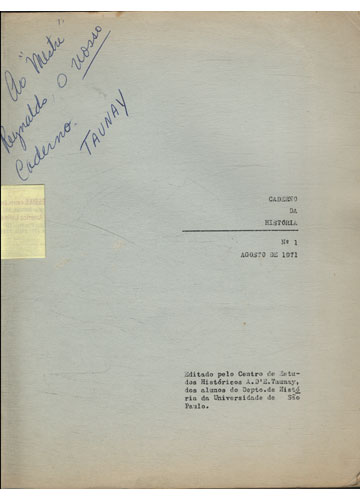 Ao "Mestre"
Reynaldo, o nosso
Caderno.
TAUNAY
CADERNO
DA
HISTÓRIA
Nº 1
AGOSTO DE 1971
Editado pelo Centro de Estu-
dos Históricos A.D'E.Taunay,
dos alunos do Depto.de Histó
ria da Universidade de São
Paulo.